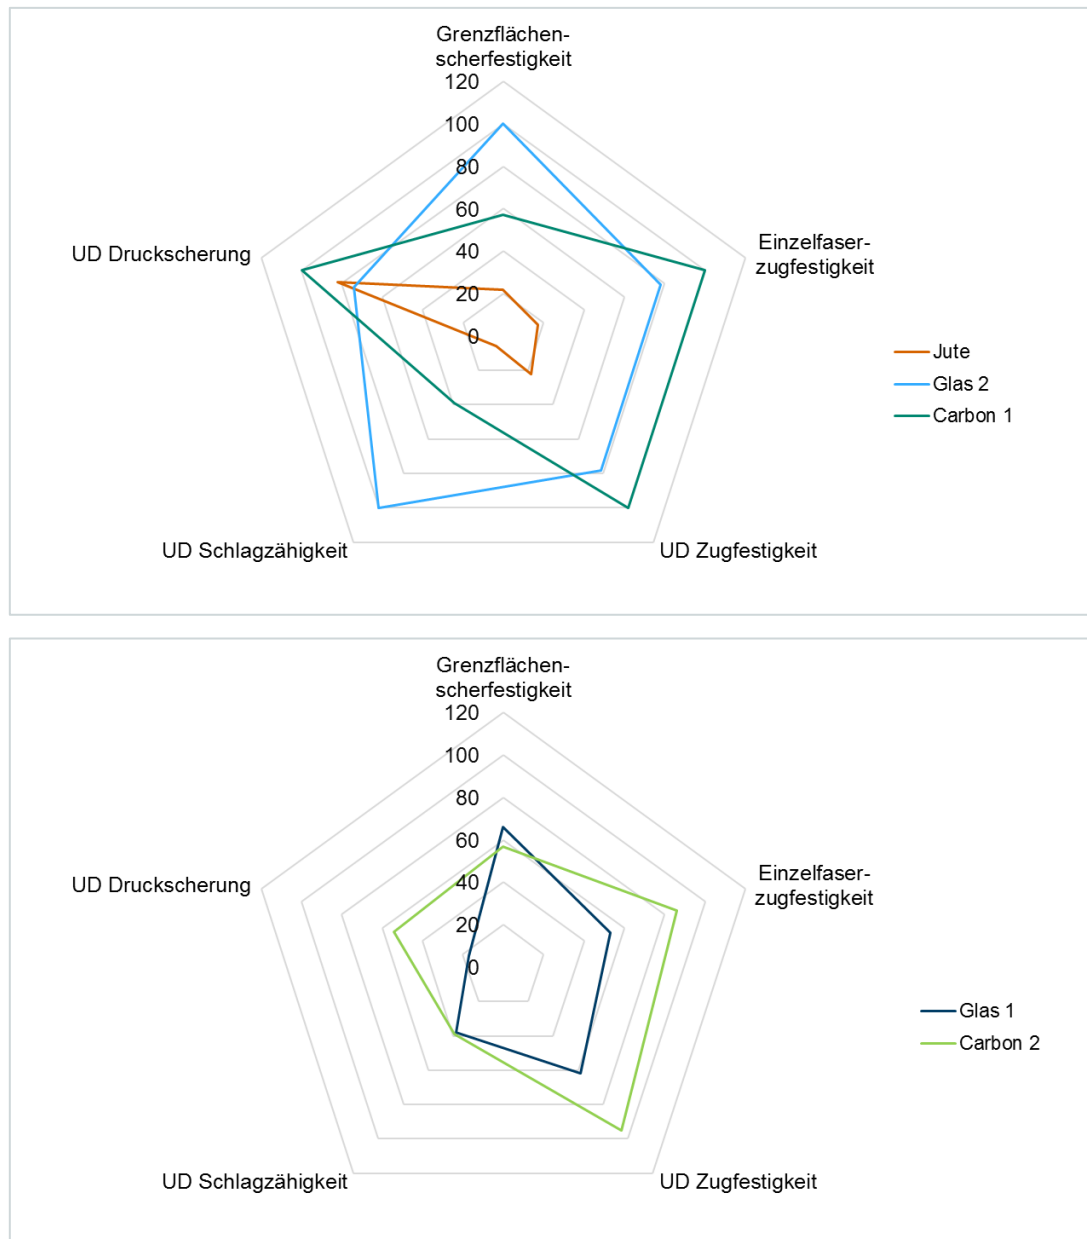 Grenzflächen-
scherfestigkeit
120
100
80
60
40
20
0
UD Druckscherung
Einzelfaser-
zugfestigkeit
UD Schlagzähigkeit
UD Zugfestigkeit
Jute
Glas 2
Carbon 1
Grenzflächen-
scherfestigkeit
120
100
80
60
40
20
0
UD Druckscherung
Einzelfaser-
zugfestigkeit
UD Schlagzähigkeit
UD Zugfestigkeit
Glas 1
Carbon 2